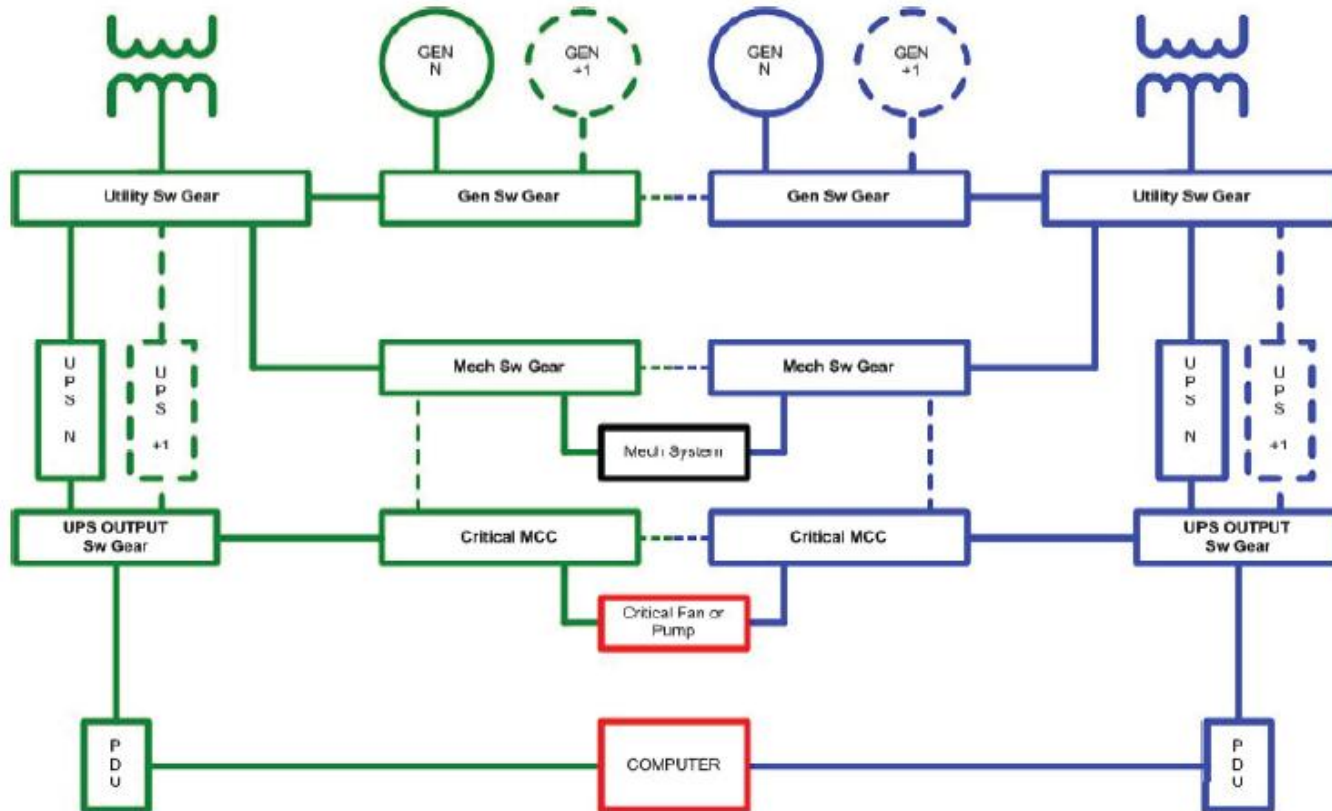 GEN
N
GEN
+1
GEN
N
GEN
+1
Utility Sw Gear
Gen Sw Gear
Gen Sw Gear
Utility Sw Gear
U
P
S
N
U
P
S
+1
Mech Sw Gear
Mech Sw Gear
U
P
S
N
U
P
S
+1
Mech System
UPS OUTPUT
Sw Gear
Critical MCC
Critical MCC
UPS OUTPUT
Sw Gear
Critical Fan or
Pump
P
D
U
COMPUTER
P
D
U